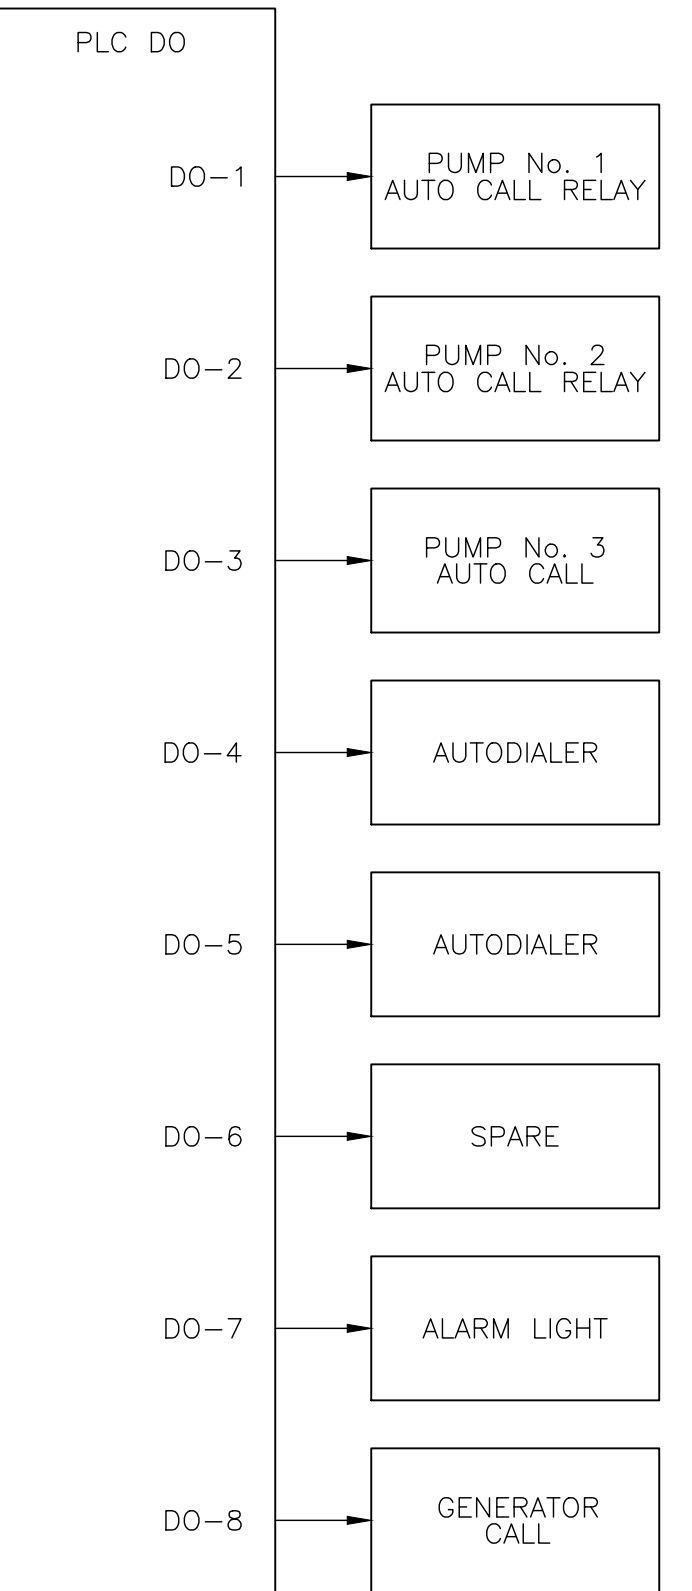 PLC DO
DO-1
PUMP No. 1
AUTO CALL RELAY
DO-2
PUMP No. 2
AUTO CALL RELAY
DO-3
PUMP No. 3
AUTO CALL
DO-4
AUTODIALER
DO-5
AUTODIALER
DO-6
SPARE
DO-7
ALARM LIGHT
DO-8
GENERATOR
CALL